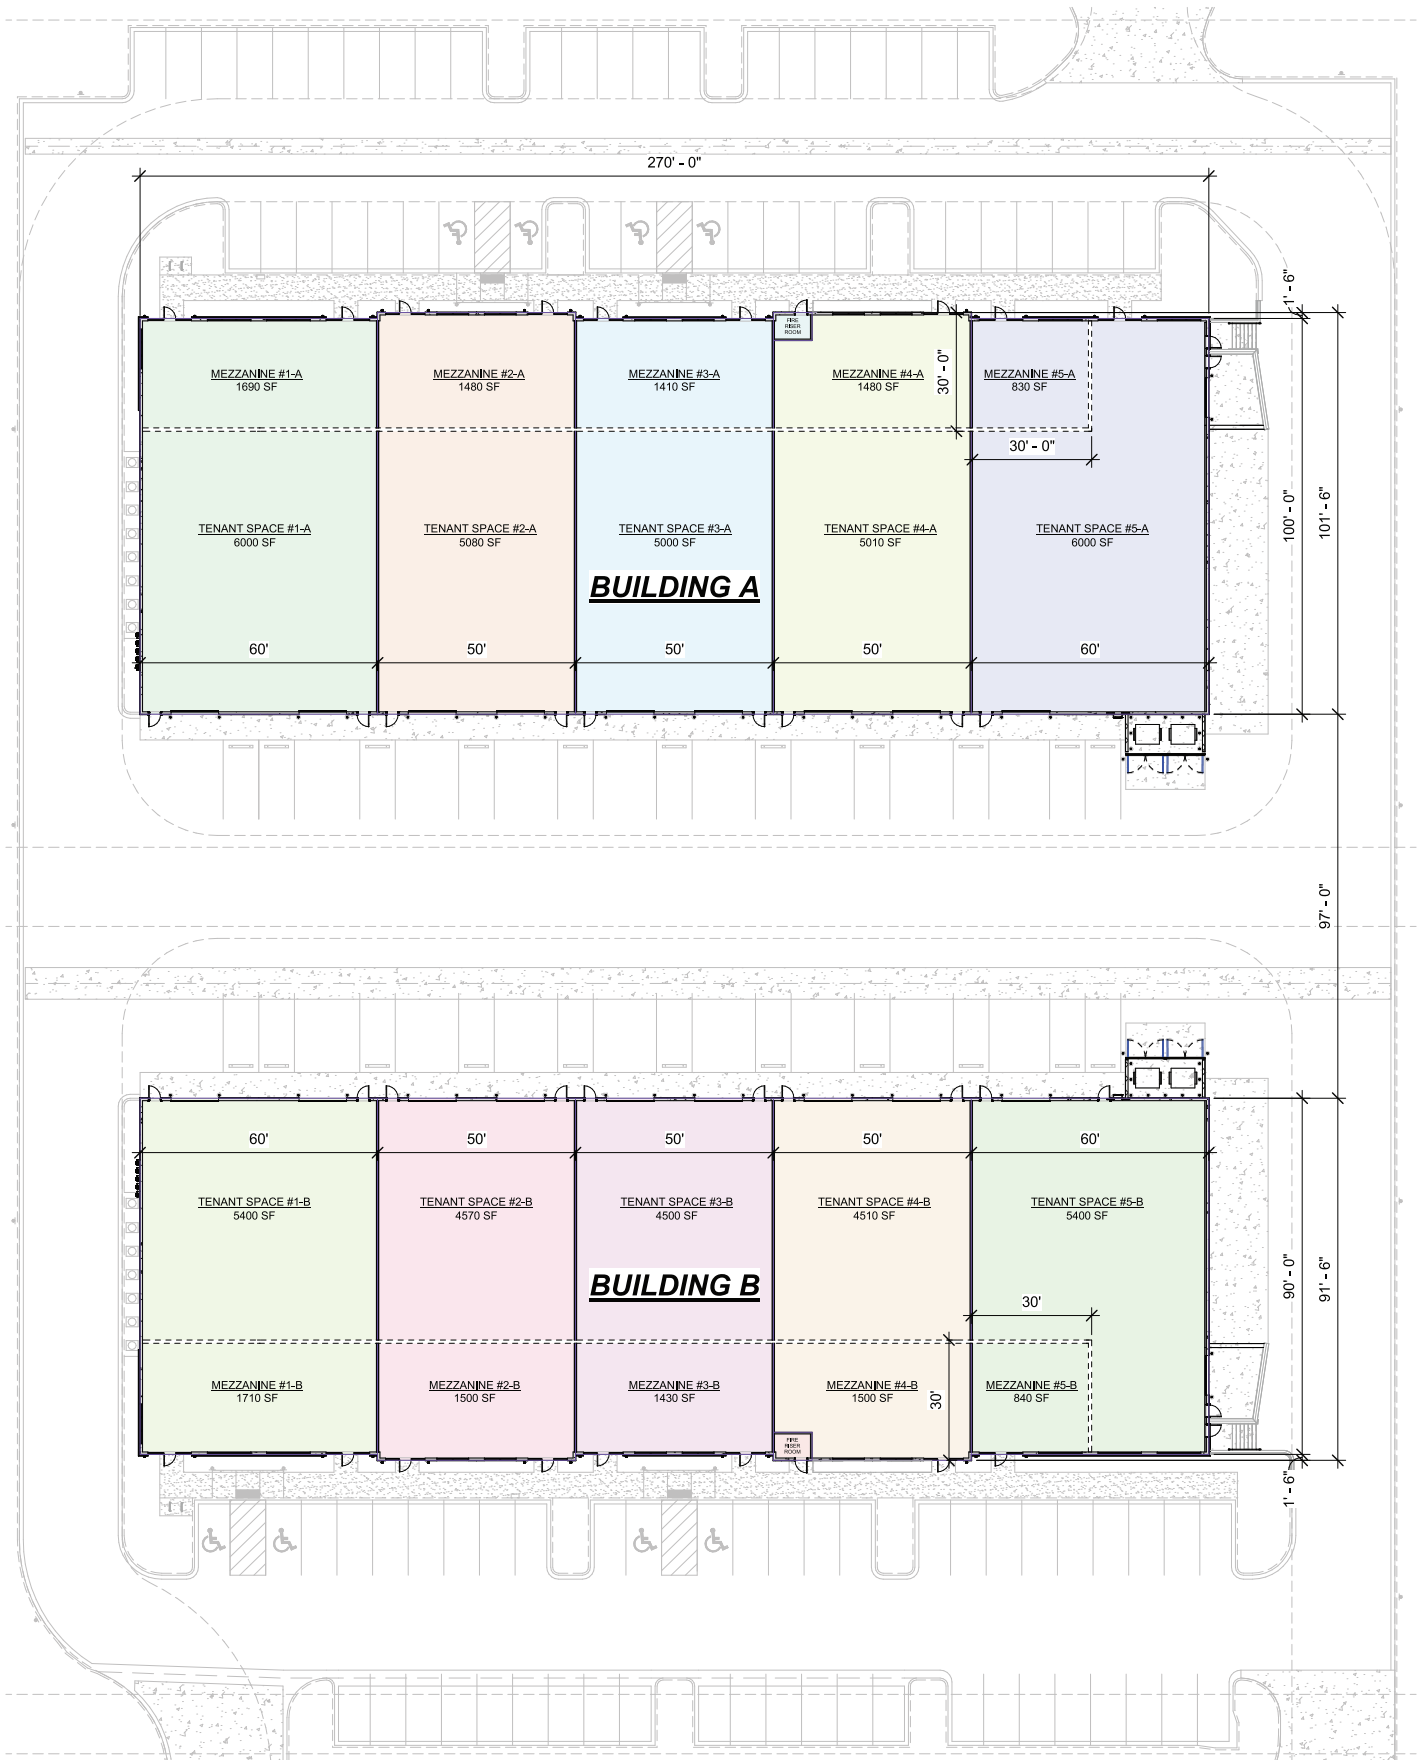 270' - 0"
1' - 6"
FIRE
RISER
ROOM
MEZZANINE #1-A
1690 SF
MEZZANINE #2-A
1480 SF
MEZZANINE #3-A
1410 SF
MEZZANINE #4-A
1480 SF
30' - 0"
MEZZANINE #5-A
830 SF
30' - 0"
TENANT SPACE #1-A
6000 SF
TENANT SPACE #2-A
5080 SF
TENANT SPACE #3-A
5000 SF
TENANT SPACE #4-A
5010 SF
TENANT SPACE #5-A
6000 SF
100' - 0"
101' - 6"
BUILDING A
60'
50'
50'
50'
60'
97' - 0"
60'
50'
50'
50'
60'
TENANT SPACE #1-B
5400 SF
TENANT SPACE #2-B
4570 SF
TENANT SPACE #3-B
4500 SF
TENANT SPACE #4-B
4510 SF
TENANT SPACE #5-B
5400 SF
BUILDING B
90' - 0"
91' - 6"
30'
MEZZANINE #1-B
1710 SF
MEZZANINE #2-B
1500 SF
MEZZANINE #3-B
1430 SF
MEZZANINE #4-B
1500 SF
30'
MEZZANINE #5-B
840 SF
FIRE
RISER
ROOM
1' - 6"